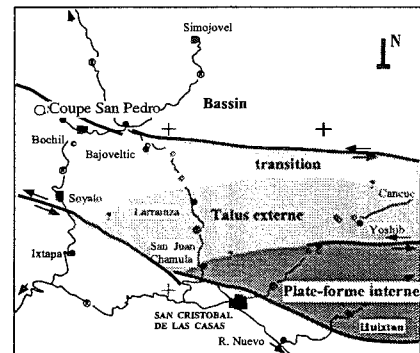 Simojovel
N
Coupe San Pedro
Bassin
Bochil
Bajoveltic
transition
Cancuc
Soyalo
Larranza
Talus externe
Yoshib
Ixtapa
San Juan
Chamula
Plate-forme interne
SAN CRISTOBAL
DE LAS CASAS
Huixtan
R. Nuevo